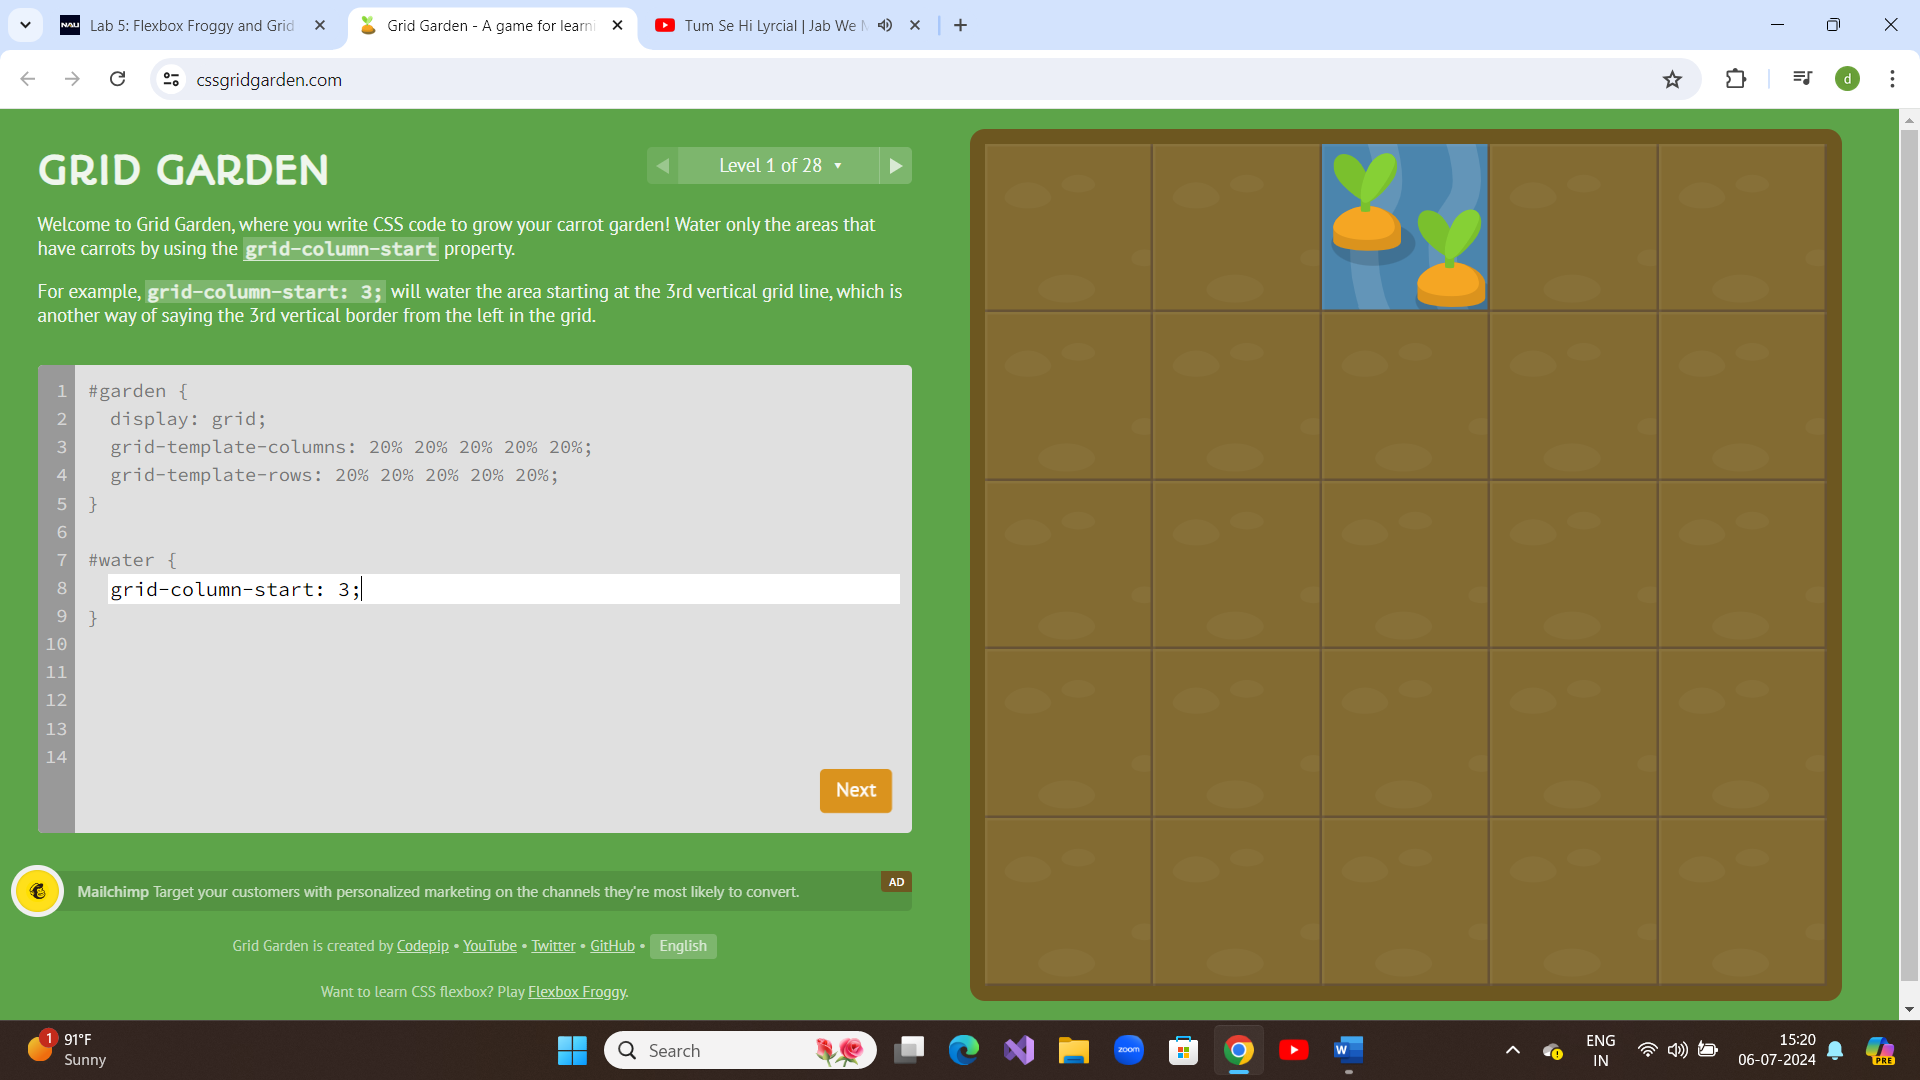 NAU
Lab 5: Flexbox Froggy and Grid
Grid Garden - A game for learni
Tum Se Hi Lyrcial | Jab We M
cssgridgarden.com
d
GRID GARDEN
Level 1 of 28
Welcome to Grid Garden, where you write CSS code to grow your carrot garden! Water only the areas that
have carrots by using the grid-column-start property.
For example, grid-column-start: 3; will water the area starting at the 3rd vertical grid line, which is
another way of saying the 3rd vertical border from the left in the grid.
1 #garden {
2 display: grid;
3 grid-template-columns: 20% 20% 20% 20% 20%;
4 grid-template-rows: 20% 20% 20% 20% 20%;
5 }
6
7 #water {
8 grid-column-start: 3;
9 }
10
11
12
13
14
Next
Mailchimp Target your customers with personalized marketing on the channels they're most likely to convert.
AD
Grid Garden is created by Codepip • YouTube • Twitter • GitHub • English
Want to learn CSS flexbox? Play Flexbox Froggy.
1
91°F
Sunny
Search
zoom
W
ENG
IN
15:20
06-07-2024
PRE